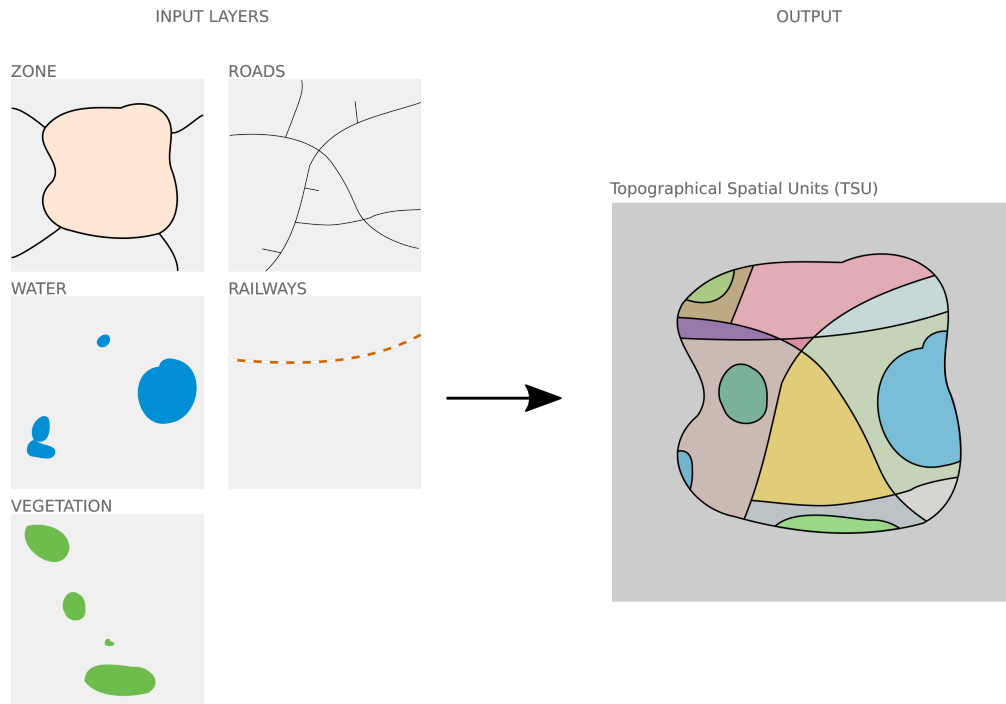 INPUT LAYERS
OUTPUT
ZONE
ROADS
WATER
RAILWAYS
VEGETATION
Topographical Spatial Units (TSU)